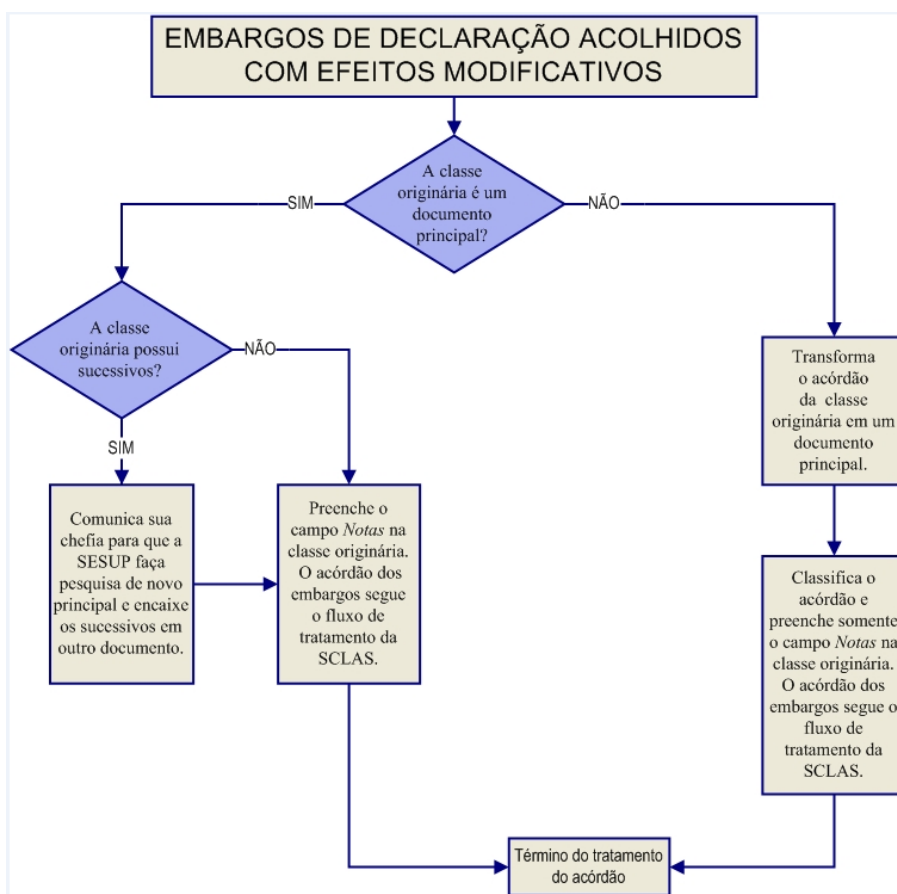 EMBARGOS DE DECLARAÇÃO ACOLHIDOS
COM EFEITOS MODIFICATIVOS
A classe
originária é um
documento
principal?
SIM
NÃO
A classe
originária possui
sucessivos?
NÃO
SIM
Transforma
o acórdão
da classe
originária em um
documento
principal.
Comunica sua
chefia para que a
SESUP faça
pesquisa de novo
principal e encaixe
os sucessivos em
outro documento.
Preenche o
campo Notas na
classe originária.
O acórdão dos
embargos segue
o fluxo de
tratamento da
SCLAS.
Classifica o
acórdão e
preenche somente
o campo Notas na
classe originária.
O acórdão dos
embargos segue o
fluxo de
tratamento da
SCLAS.
Término do tratamento
do acórdão